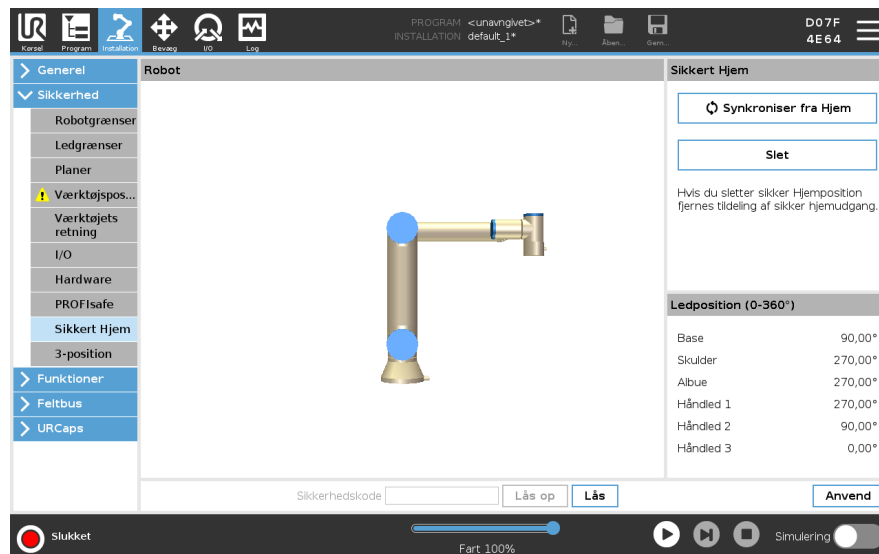 PROGRAM <unavngivet>*
INSTALLATION default_1*
D07F
4E64
Kørsel Program Installation Bevæg I/O Log Ny... Åben... Gem...
Generel
Sikkerhed
Robotgrænser
Ledgrænser
Planer
Værktøjspos...
Værktøjets
retning
I/O
Hardware
PROFIsafe
Sikkert Hjem
3-position
Funktioner
Feltbus
URCaps
Robot
Sikkerhedskode Lås op Lås
Sikkert Hjem
Synkroniser fra Hjem
Slet
Hvis du sletter sikker Hjemposition
fjernes tildeling af sikker hjemudgang.
Ledposition (0-360°)
Base 90,00°
Skulder 270,00°
Albue 270,00°
Håndled 1 270,00°
Håndled 2 90,00°
Håndled 3 0,00°
Anvend
Slukket
Fart 100%
Simulering